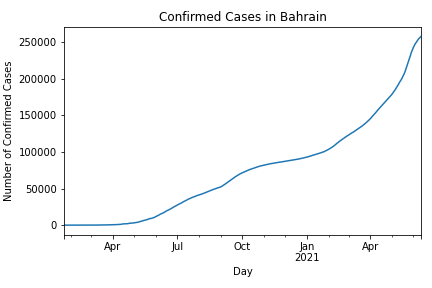 Confirmed Cases in Bahrain
Number of Confirmed Cases
250000
200000
150000
100000
50000
0
Apr
Jul
Oct
Jan
2021
Apr
Day